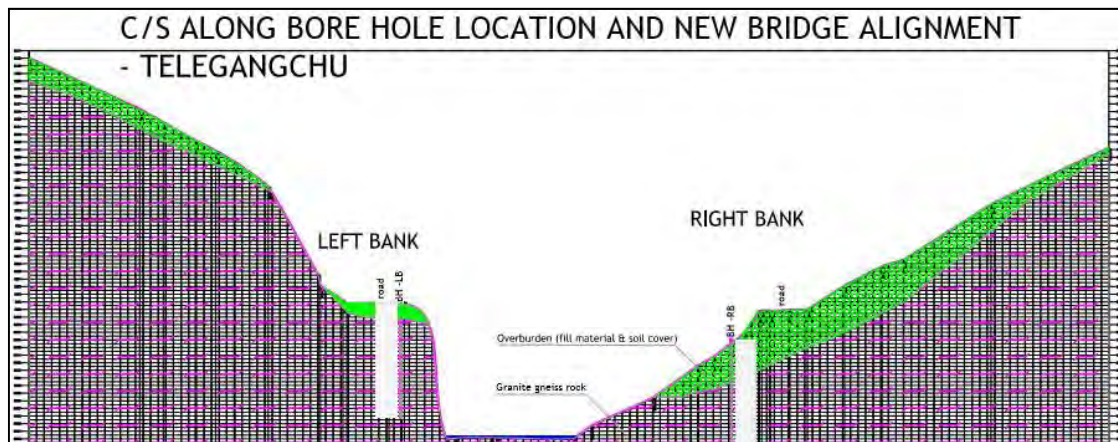 C/S ALONG BORE HOLE LOCATION AND NEW BRIDGE ALIGNMENT
- TELEGANGCHU
RIGHT BANK
LEFT BANK
road
BH -LB
road
BH -RB
Overburden (fill material & soil cover)
Granite gneiss rock